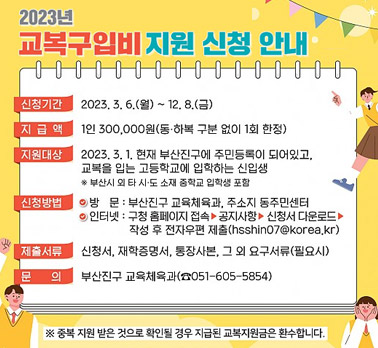 2023년
교복구입비 지원 신청 안내
신청기간 2023. 3. 6.(월) ~ 12. 8.(금)
지 급 액 1인 300,000원(동·하복 구분 없이 1회 한정)
지원대상 2023. 3. 1. 현재 부산진구에 주민등록이 되어있고,
교복을 입는 고등학교에 입학하는 신입생
※ 부산시 외 타 시·도 소재 중학교 입학생 포함
신청방법 방 문 : 부산진구 교육체육과, 주소지 동주민센터
인터넷 : 구청 홈페이지 접속▶공지사항▶신청서 다운로드▶
작성 후 전자우편 제출(hsshin07@korea.kr)
제출서류 신청서, 재학증명서, 통장사본, 그 외 요구서류(필요시)
문 의 부산진구 교육체육과(☎051-605-5854)
※ 중복 지원 받은 것으로 확인될 경우 지급된 교복지원금은 환수합니다.